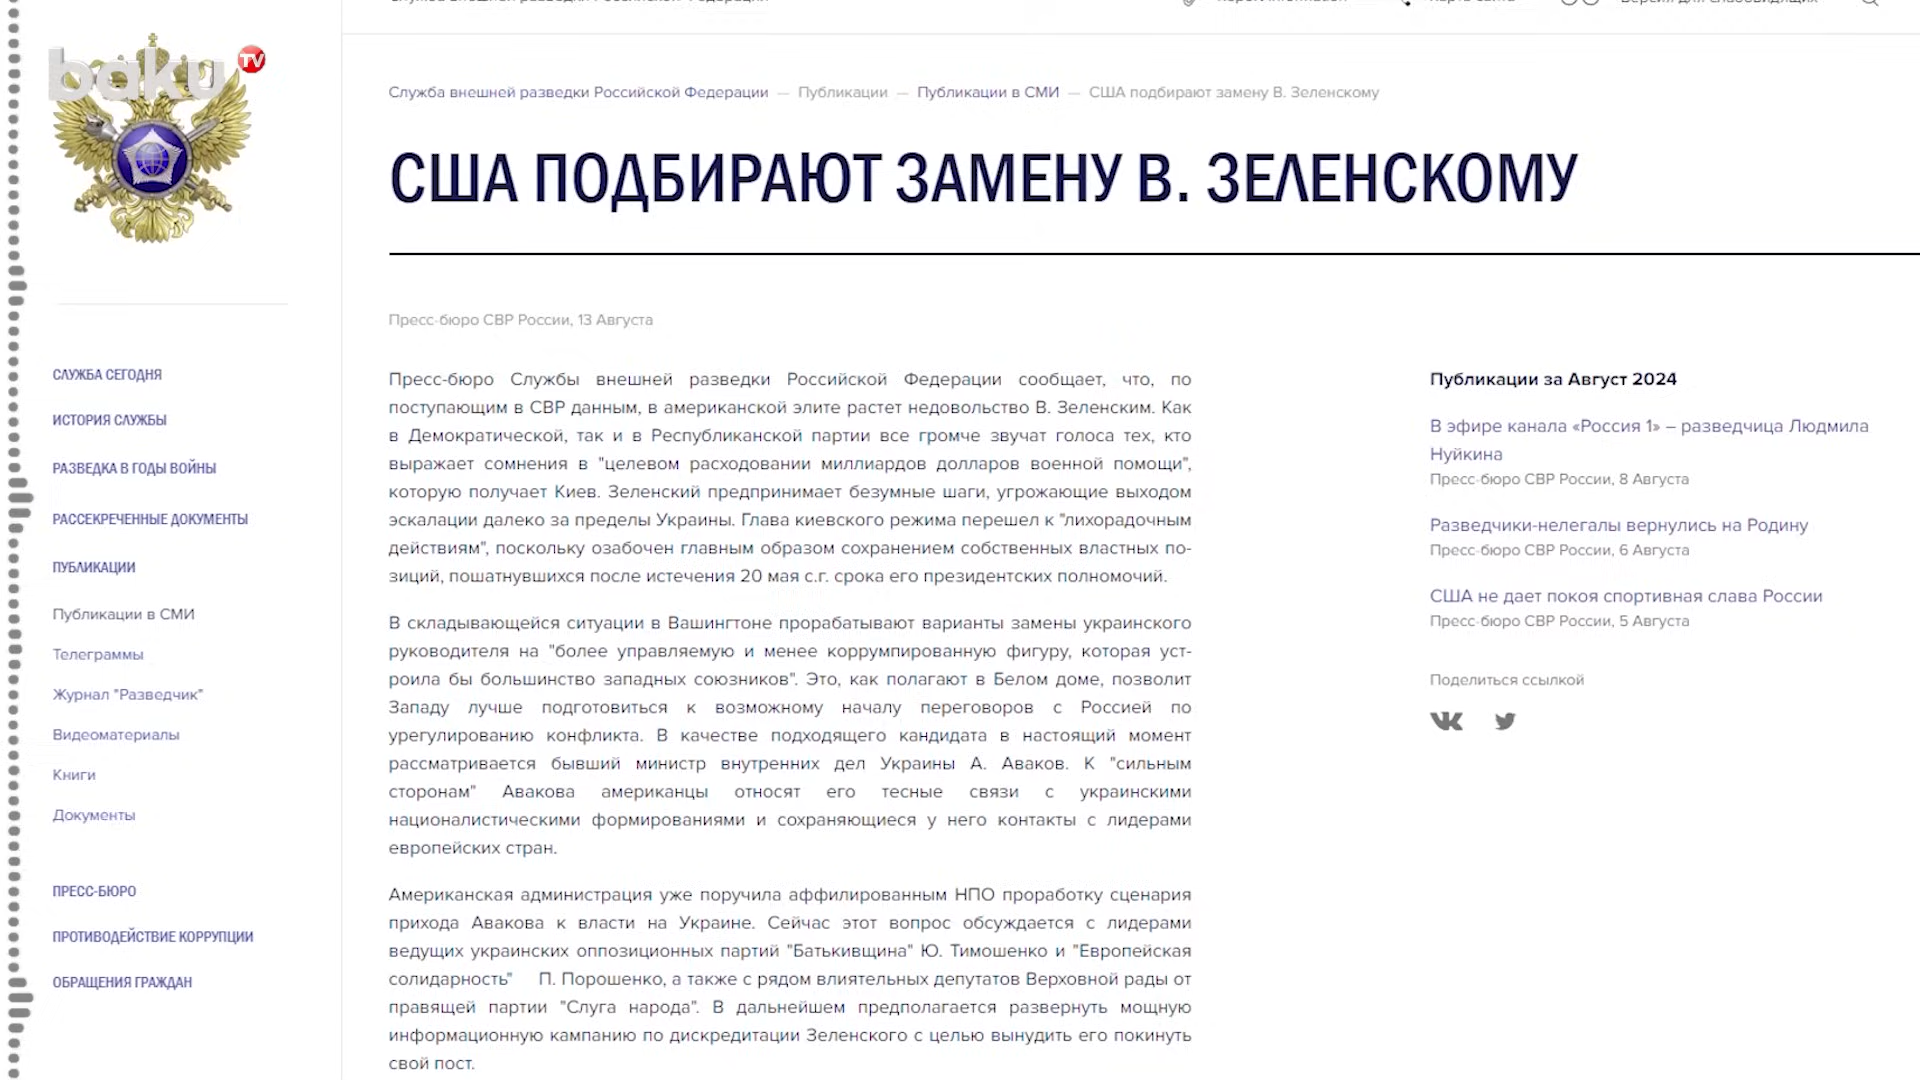 baku TV
Служба внешней разведки Российской Федерации
Карта сайта
Версия для слабовидящих
Служба внешней разведки Российской Федерации — Публикации — Публикации в СМИ — США подбирают замену В. Зеленскому
США ПОДБИРАЮТ ЗАМЕНУ В. ЗЕЛЕНСКОМУ
СЛУЖБА СЕГОДНЯ
ИСТОРИЯ СЛУЖБЫ
РАЗВЕДКА В ГОДЫ ВОЙНЫ
РАССЕКРЕЧЕННЫЕ ДОКУМЕНТЫ
ПУБЛИКАЦИИ
Публикации в СМИ
Телеграммы
Журнал "Разведчик"
Видеоматериалы
Книги
Документы
ПРЕСС-БЮРО
ПРОТИВОДЕЙСТВИЕ КОРРУПЦИИ
ОБРАЩЕНИЯ ГРАЖДАН
Пресс-бюро СВР России, 13 Августа
Пресс-бюро Службы внешней разведки Российской Федерации сообщает, что, по
поступающим в СВР данным, в американской элите растет недовольство В. Зеленским. Как
в Демократической, так и в Республиканской партии все громче звучат голоса тех, кто
выражает сомнения в "целевом расходовании миллиардов долларов военной помощи",
которую получает Киев. Зеленский предпринимает безумные шаги, угрожающие выходом
эскалации далеко за пределы Украины. Глава киевского режима перешел к "лихорадочным
действиям", поскольку озабочен главным образом сохранением собственных властных по-
зиций, пошатнувшихся после истечения 20 мая с.г. срока его президентских полномочий.
В складывающейся ситуации в Вашингтоне прорабатывают варианты замены украинского
руководителя на "более управляемую и менее коррумпированную фигуру, которая уст-
роила бы большинство западных союзников". Это, как полагают в Белом доме, позволит
Западу лучше подготовиться к возможному началу переговоров с Россией по
урегулированию конфликта. В качестве подходящего кандидата в настоящий момент
рассматривается бывший министр внутренних дел Украины А. Аваков. К "сильным
сторонам" Авакова американцы относят его тесные связи с украинскими
националистическими формированиями и сохраняющиеся у него контакты с лидерами
европейских стран.
Американская администрация уже поручила аффилированным НПО проработку сценария
прихода Авакова к власти на Украине. Сейчас этот вопрос обсуждается с лидерами
ведущих украинских оппозиционных партий "Батькивщина" Ю. Тимошенко и "Европейская
солидарность" П. Порошенко, а также с рядом влиятельных депутатов Верховной рады от
правящей партии "Слуга народа". В дальнейшем предполагается развернуть мощную
информационную кампанию по дискредитации Зеленского с целью вынудить его покинуть
свой пост.
Публикации за Август 2024
В эфире канала «Россия 1» – разведчица Людмила
Нуйкина
Пресс-бюро СВР России, 8 Августа
Разведчики-нелегалы вернулись на Родину
Пресс-бюро СВР России, 6 Августа
США не дает покоя спортивная слава России
Пресс-бюро СВР России, 5 Августа
Поделиться ссылкой